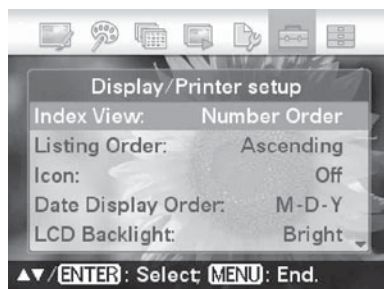 Display/Printer setup
Index View: Number Order
Listing Order: Ascending
Icon: Off
Date Display Order: M-D-Y
LCD Backlight: Bright
▲▼/ENTER: Select, MENU: End.